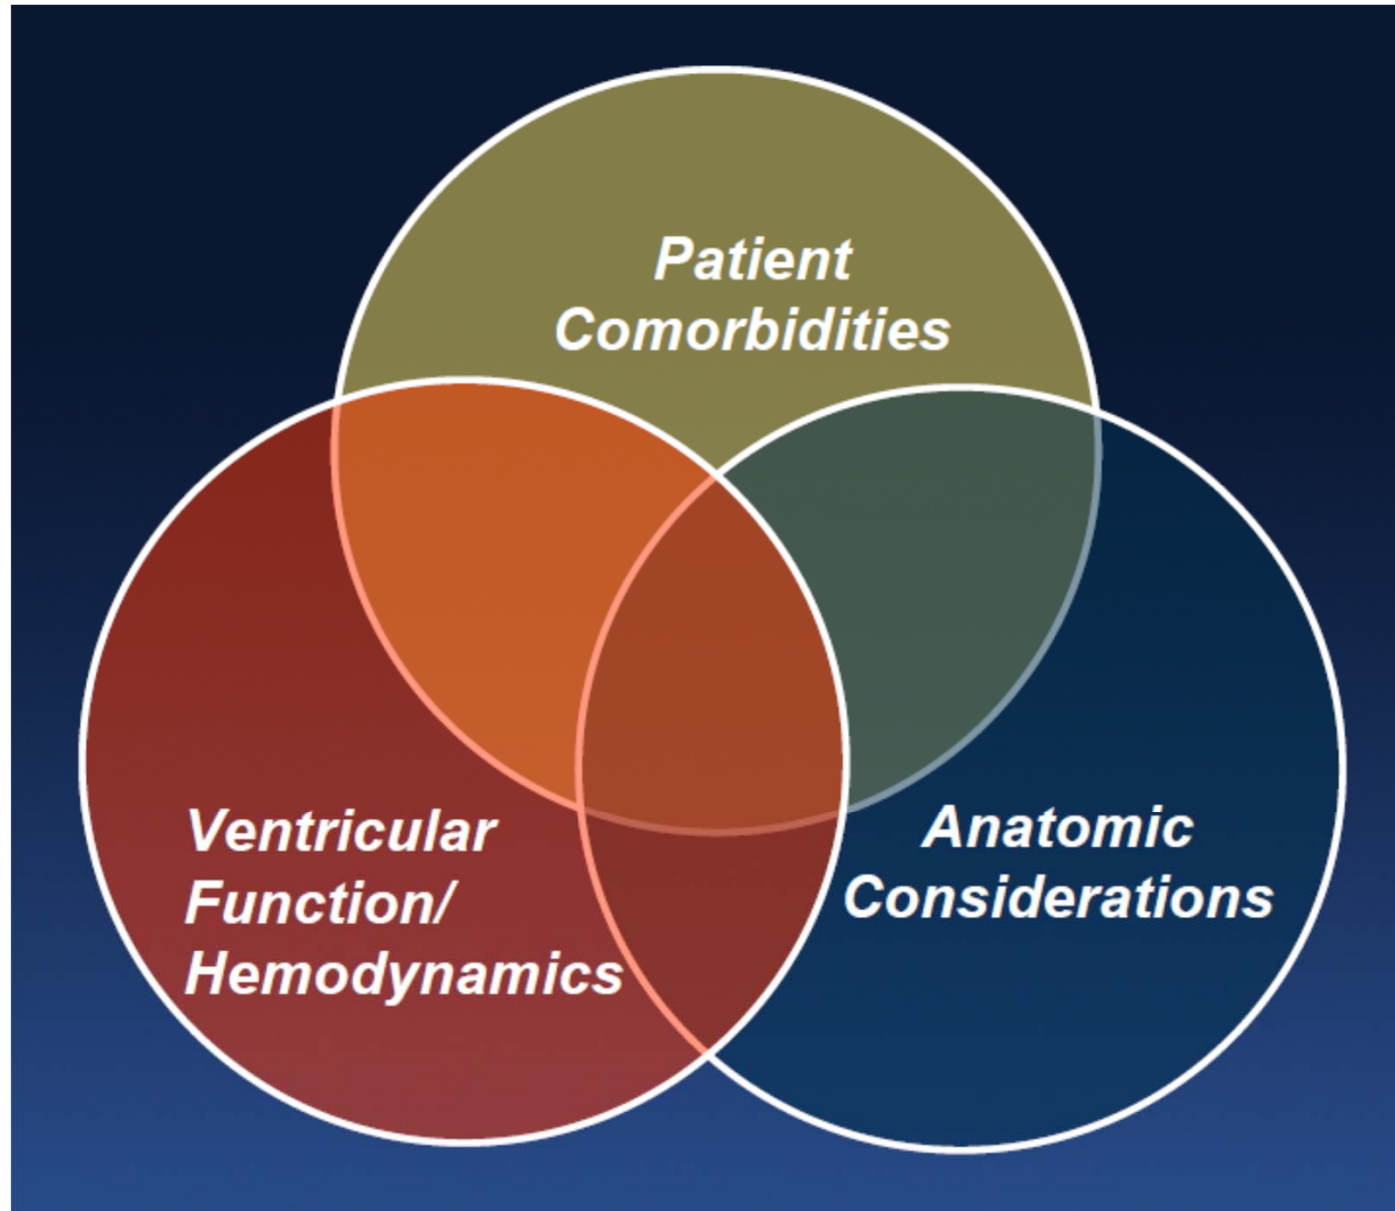 Patient
Comorbidities
Ventricular
Function/
Hemodynamics
Anatomic
Considerations